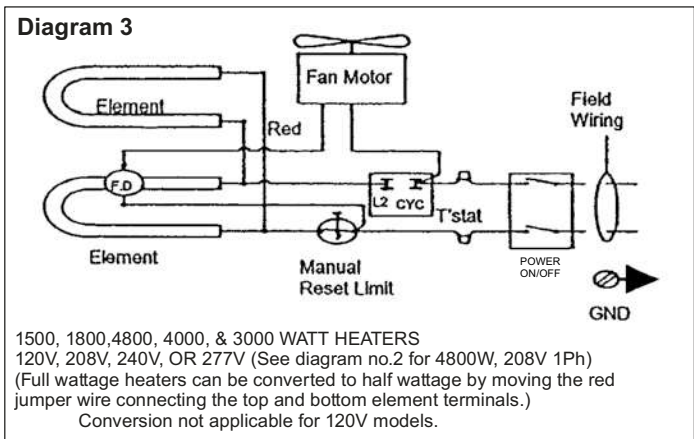 Diagram 3
Fan Motor
Element
Red
Field
Wiring
F.D
L2 CYC
T'stat
Element
Manual
Reset Limit
POWER
ON/OFF
GND
1500, 1800,4800, 4000, & 3000 WATT HEATERS
120V, 208V, 240V, OR 277V (See diagram no.2 for 4800W, 208V 1Ph)
(Full wattage heaters can be converted to half wattage by moving the red
jumper wire connecting the top and bottom element terminals.)
Conversion not applicable for 120V models.